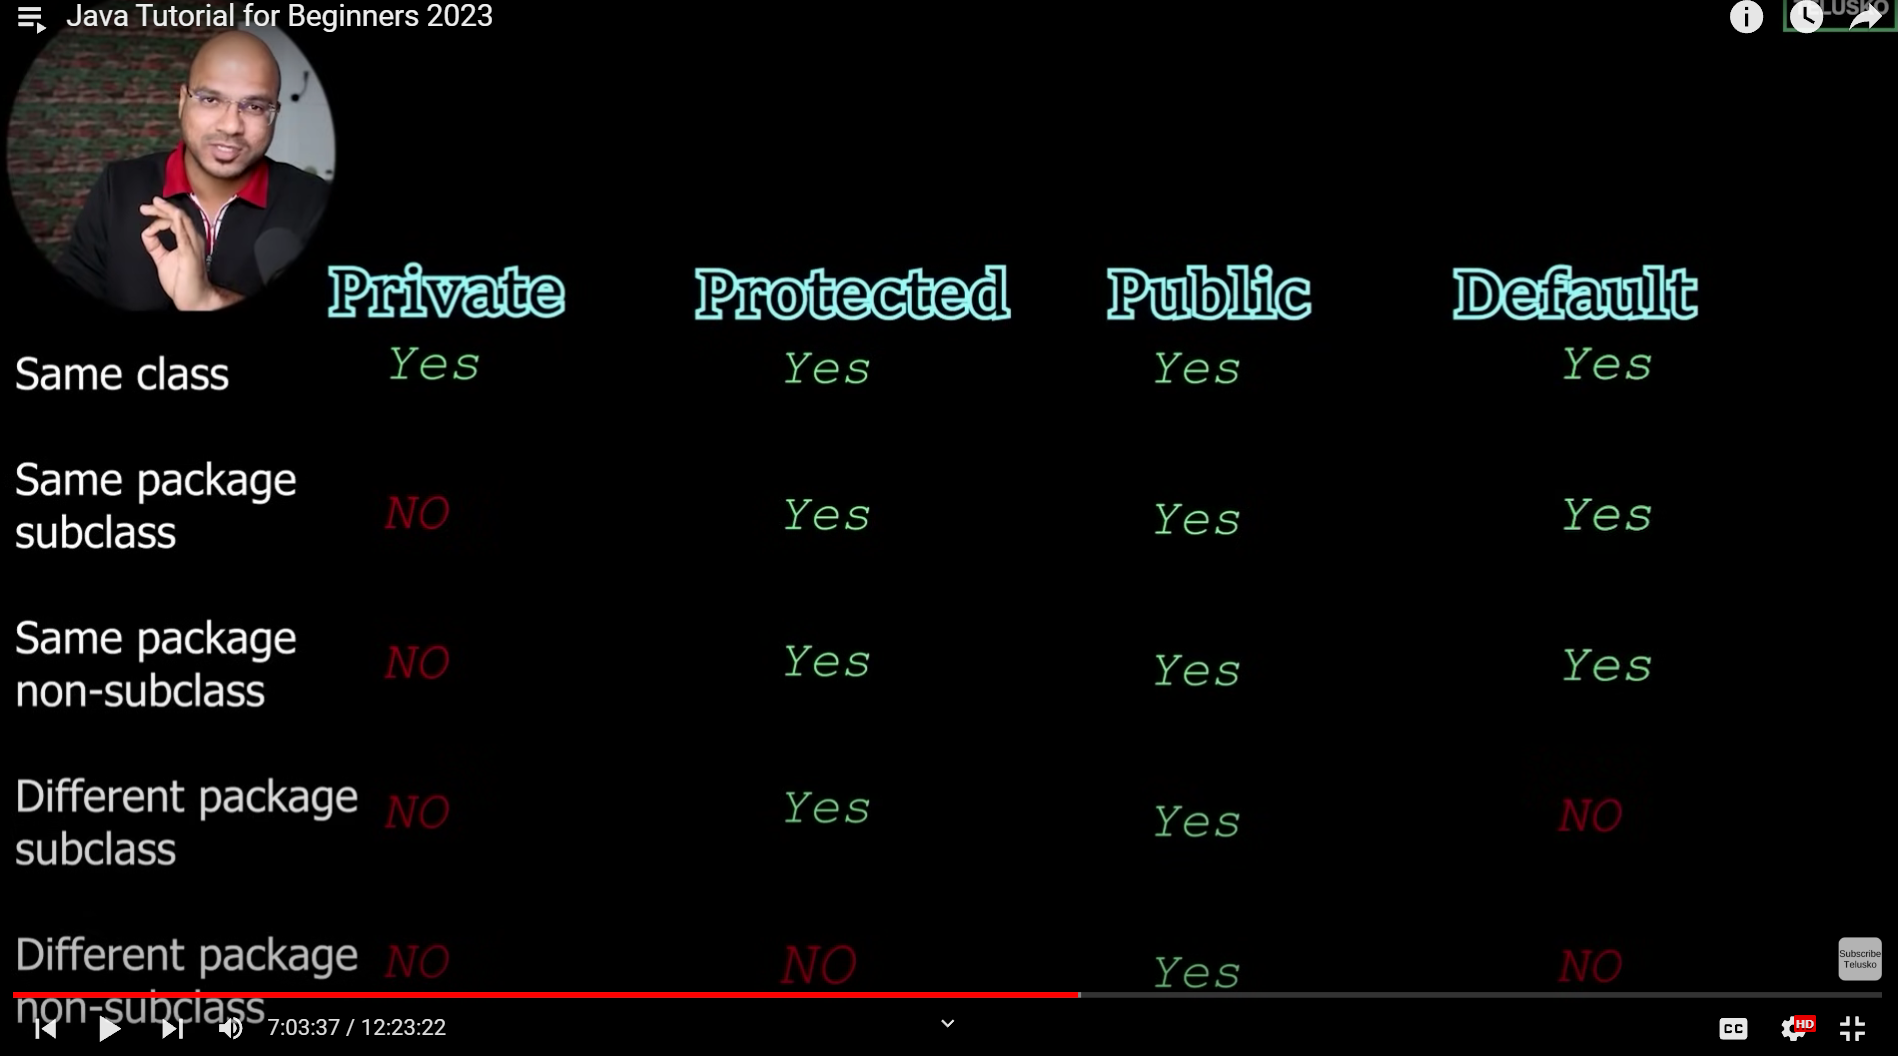 Java Tutorial for Beginners 2023
TELUSKO
Private Protected Public Default
Same class Yes Yes Yes Yes
Same package
subclass
NO Yes Yes Yes
Same package
non-subclass
NO Yes Yes Yes
Different package
subclass
NO Yes Yes NO
Different package
non-subclass
NO NO Yes NO
Subscribe
Telusko
7:03:37 / 12:23:22
CC
HD